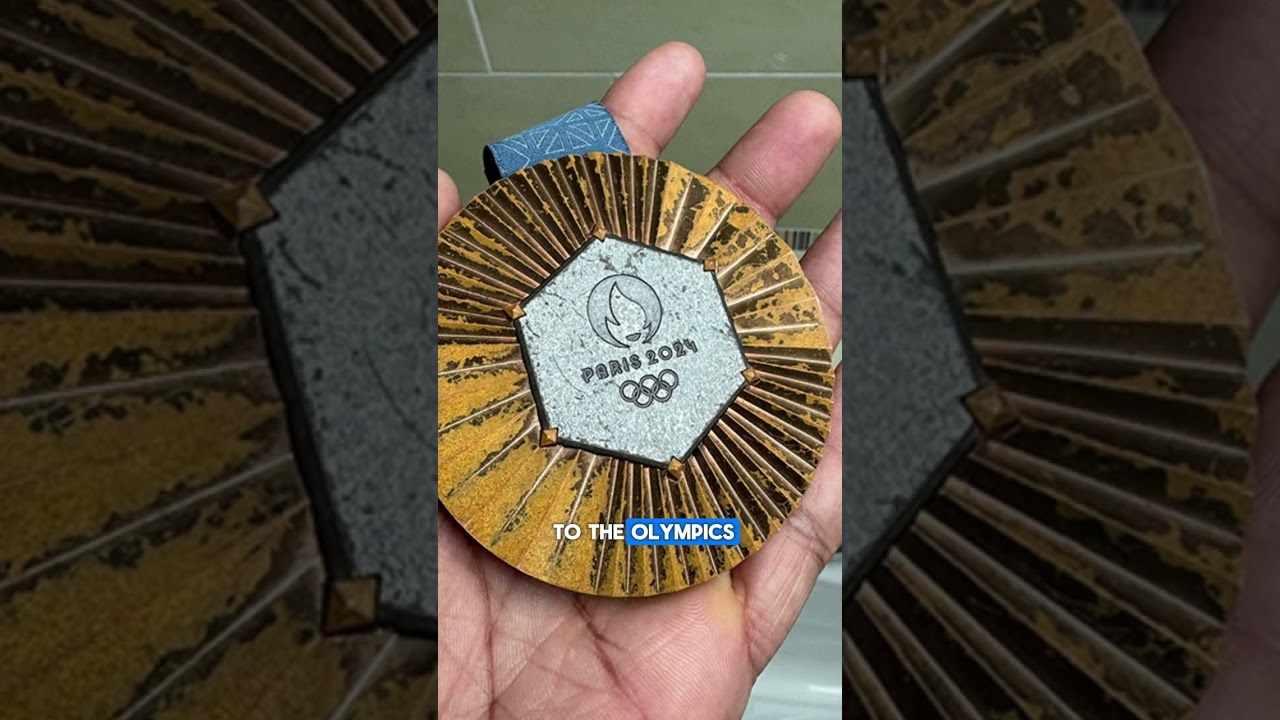 PARIS 2024
TO THE OLYMPICS